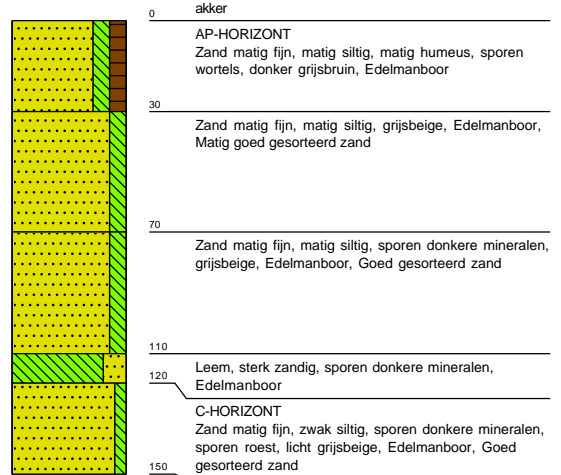 0
akker
AP-HORIZONT
Zand matig fijn, matig siltig, matig humeus, sporen
wortels, donker grijsbruin, Edelmanboor
30
Zand matig fijn, matig siltig, grijsbeige, Edelmanboor,
Matig goed gesorteerd zand
70
Zand matig fijn, matig siltig, sporen donkere mineralen,
grijsbeige, Edelmanboor, Goed gesorteerd zand
110
Leem, sterk zandig, sporen donkere mineralen,
Edelmanboor
120
C-HORIZONT
Zand matig fijn, zwak siltig, sporen donkere mineralen,
sporen roest, licht grijsbeige, Edelmanboor, Goed
gesorteerd zand
150